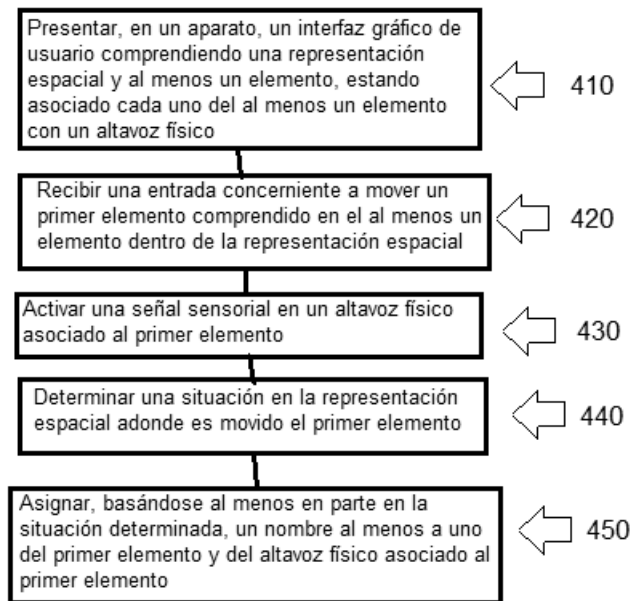 Presentar, en un aparato, un interfaz gráfico de
usuario comprendiendo una representación
espacial y al menos un elemento, estando
asociado cada uno del al menos un elemento
con un altavoz físico
410
Recibir una entrada concerniente a mover un
primer elemento comprendido en el al menos un
elemento dentro de la representación espacial
420
Activar una señal sensorial en un altavoz físico
asociado al primer elemento
430
Determinar una situación en la representación
espacial adonde es movido el primer elemento
440
Asignar, basándose al menos en parte en la
situación determinada, un nombre al menos a uno
del primer elemento y del altavoz físico asociado al
primer elemento
450